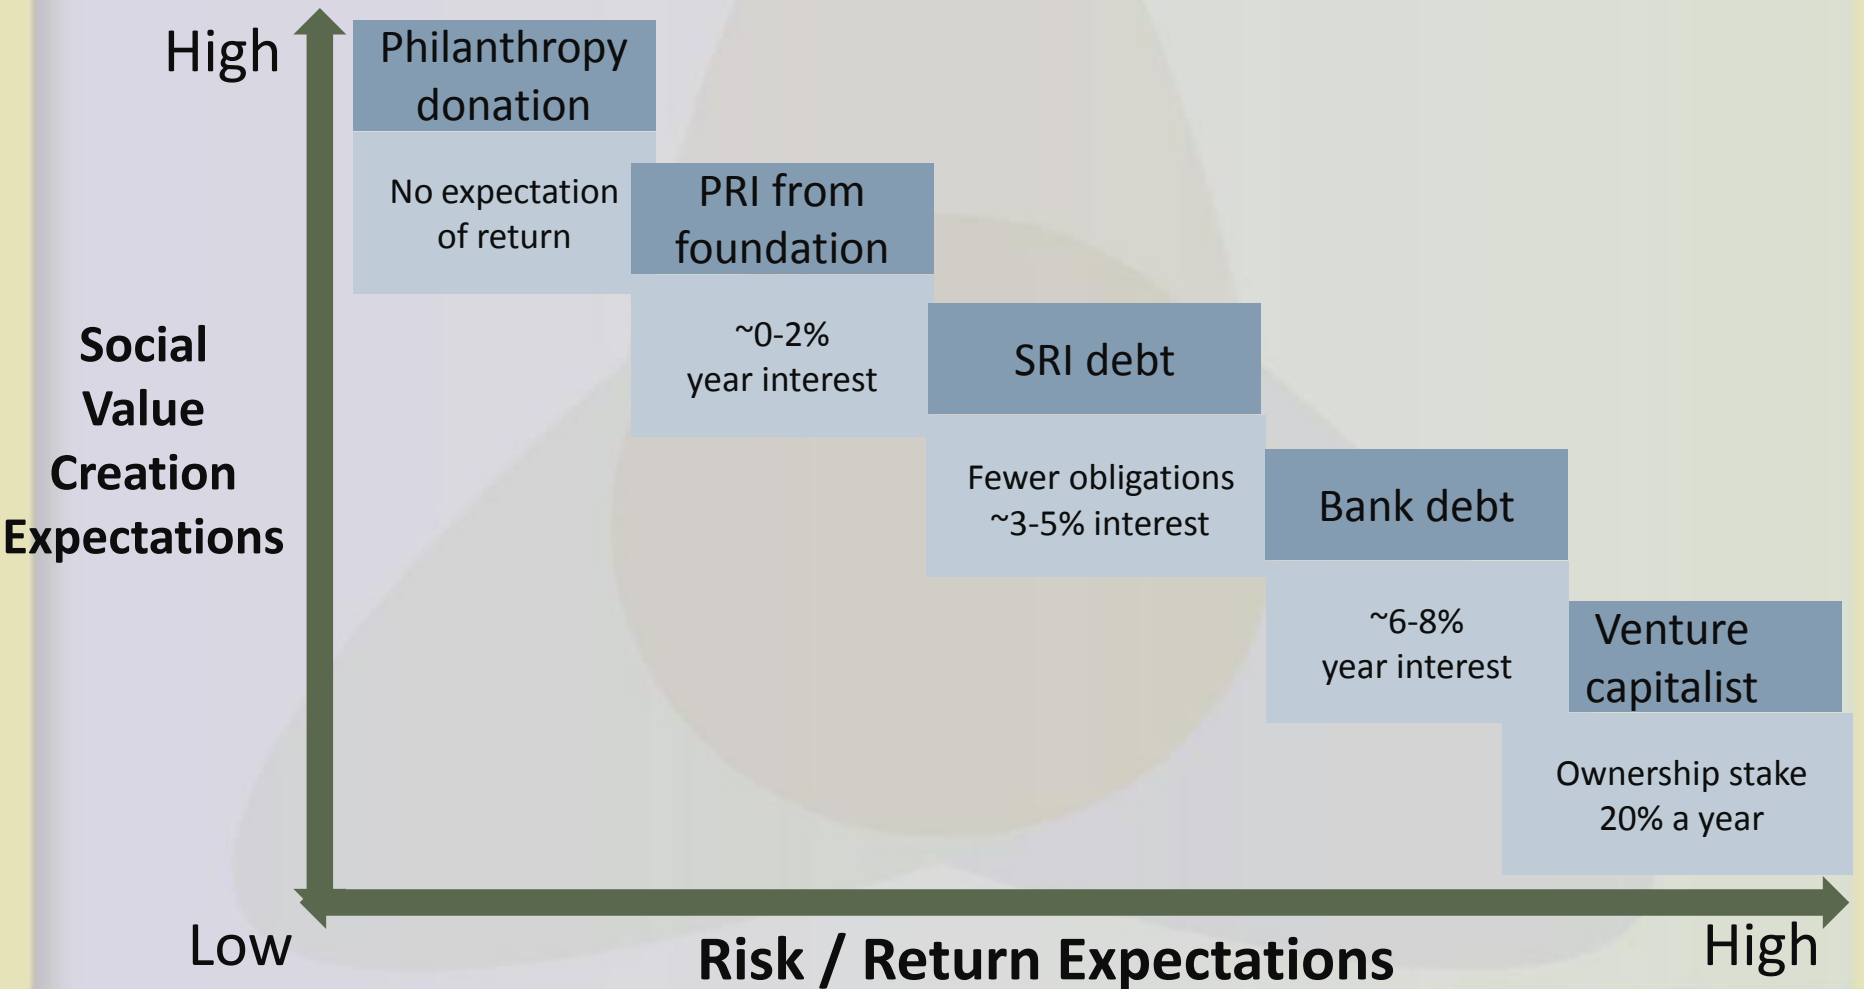 High
Philanthropy
donation
No expectation
of return
PRI from
foundation
~0-2%
year interest
SRI debt
Fewer obligations
~3-5% interest
Bank debt
~6-8%
year interest
Venture
capitalist
Ownership stake
20% a year
Social
Value
Creation
Expectations
Low
Risk / Return Expectations
High